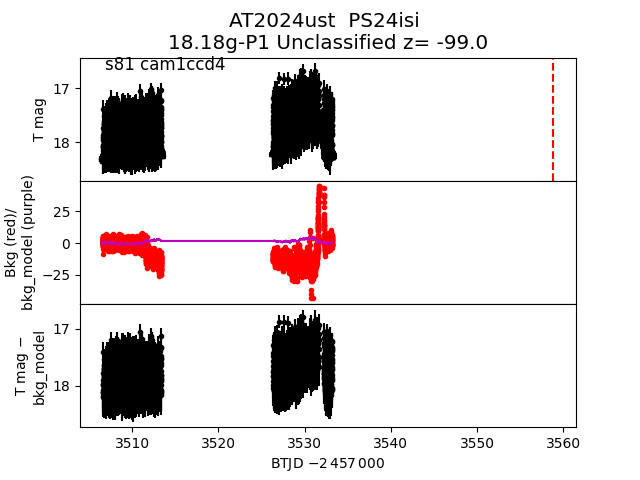 AT2024ust  PS24isi
18.18g-P1 Unclassified z= -99.0
s81 cam1ccd4
17
18
T mag
25
0
−25
Bkg (red)/
bkg_model (purple)
17
18
T mag −
bkg_model
3510
3520
3530
3540
3550
3560
BTJD −2 457 000